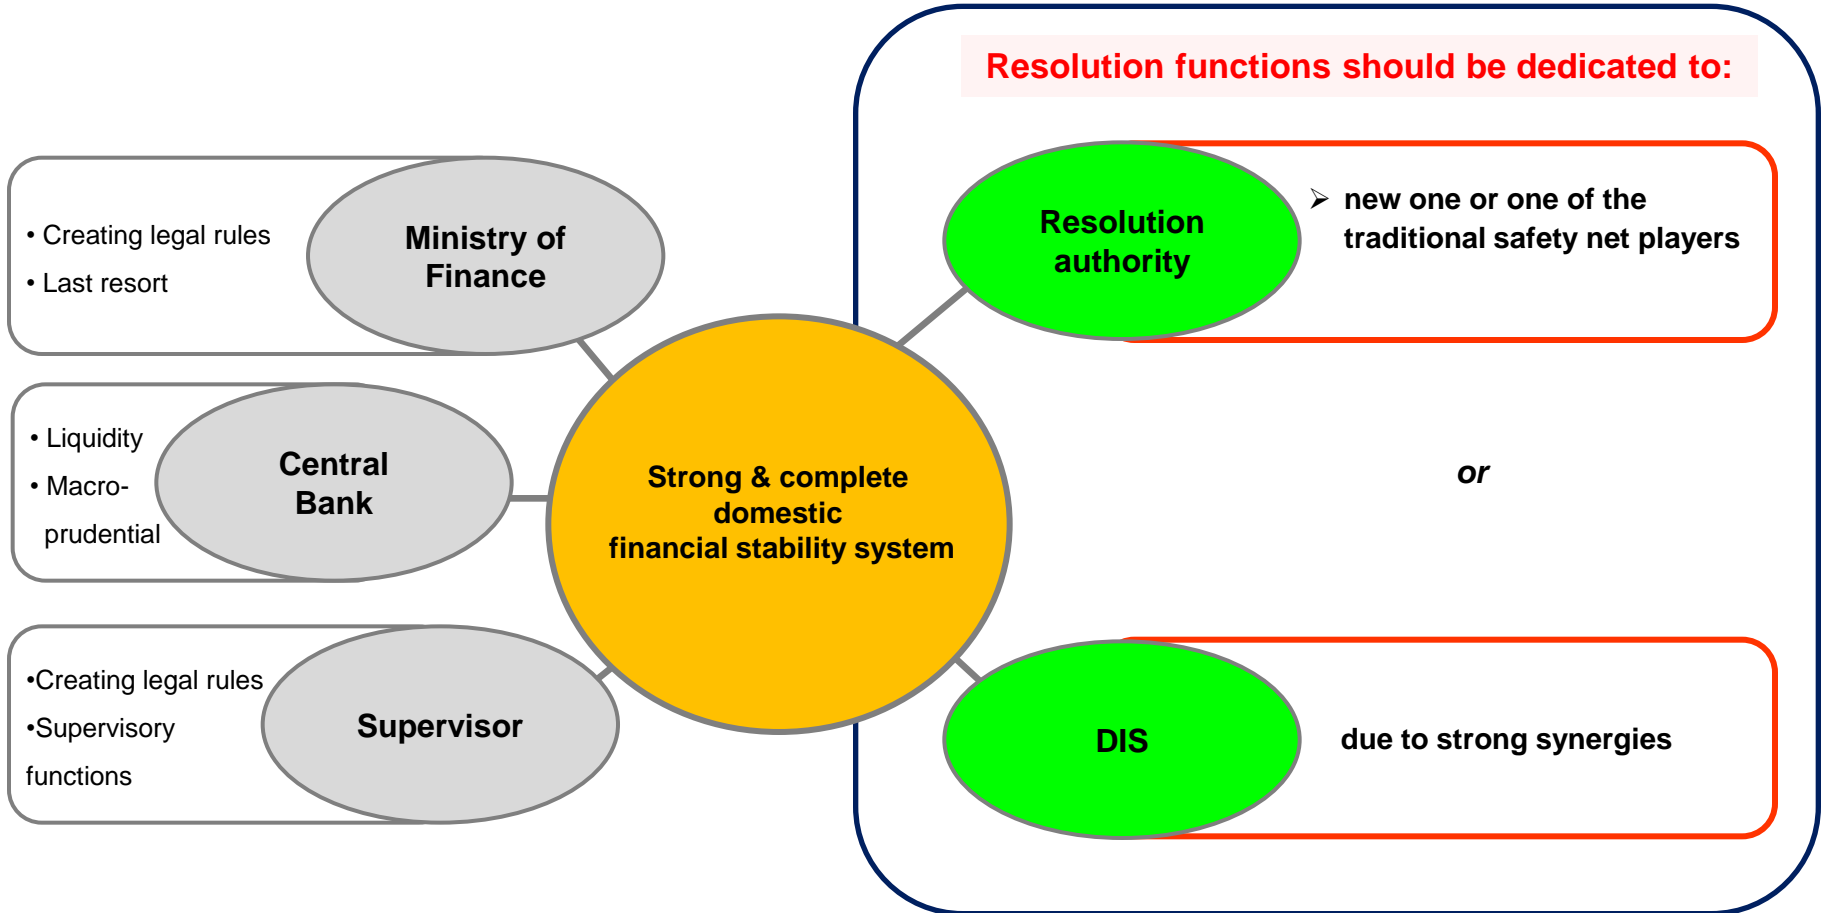 Resolution functions should be dedicated to:
• Creating legal rules
• Last resort
Ministry of
Finance
Resolution
authority
➢ new one or one of the
traditional safety net players
• Liquidity
• Macro-
prudential
Central
Bank
Strong & complete
domestic
financial stability system
or
•Creating legal rules
•Supervisory
functions
Supervisor
DIS
due to strong synergies